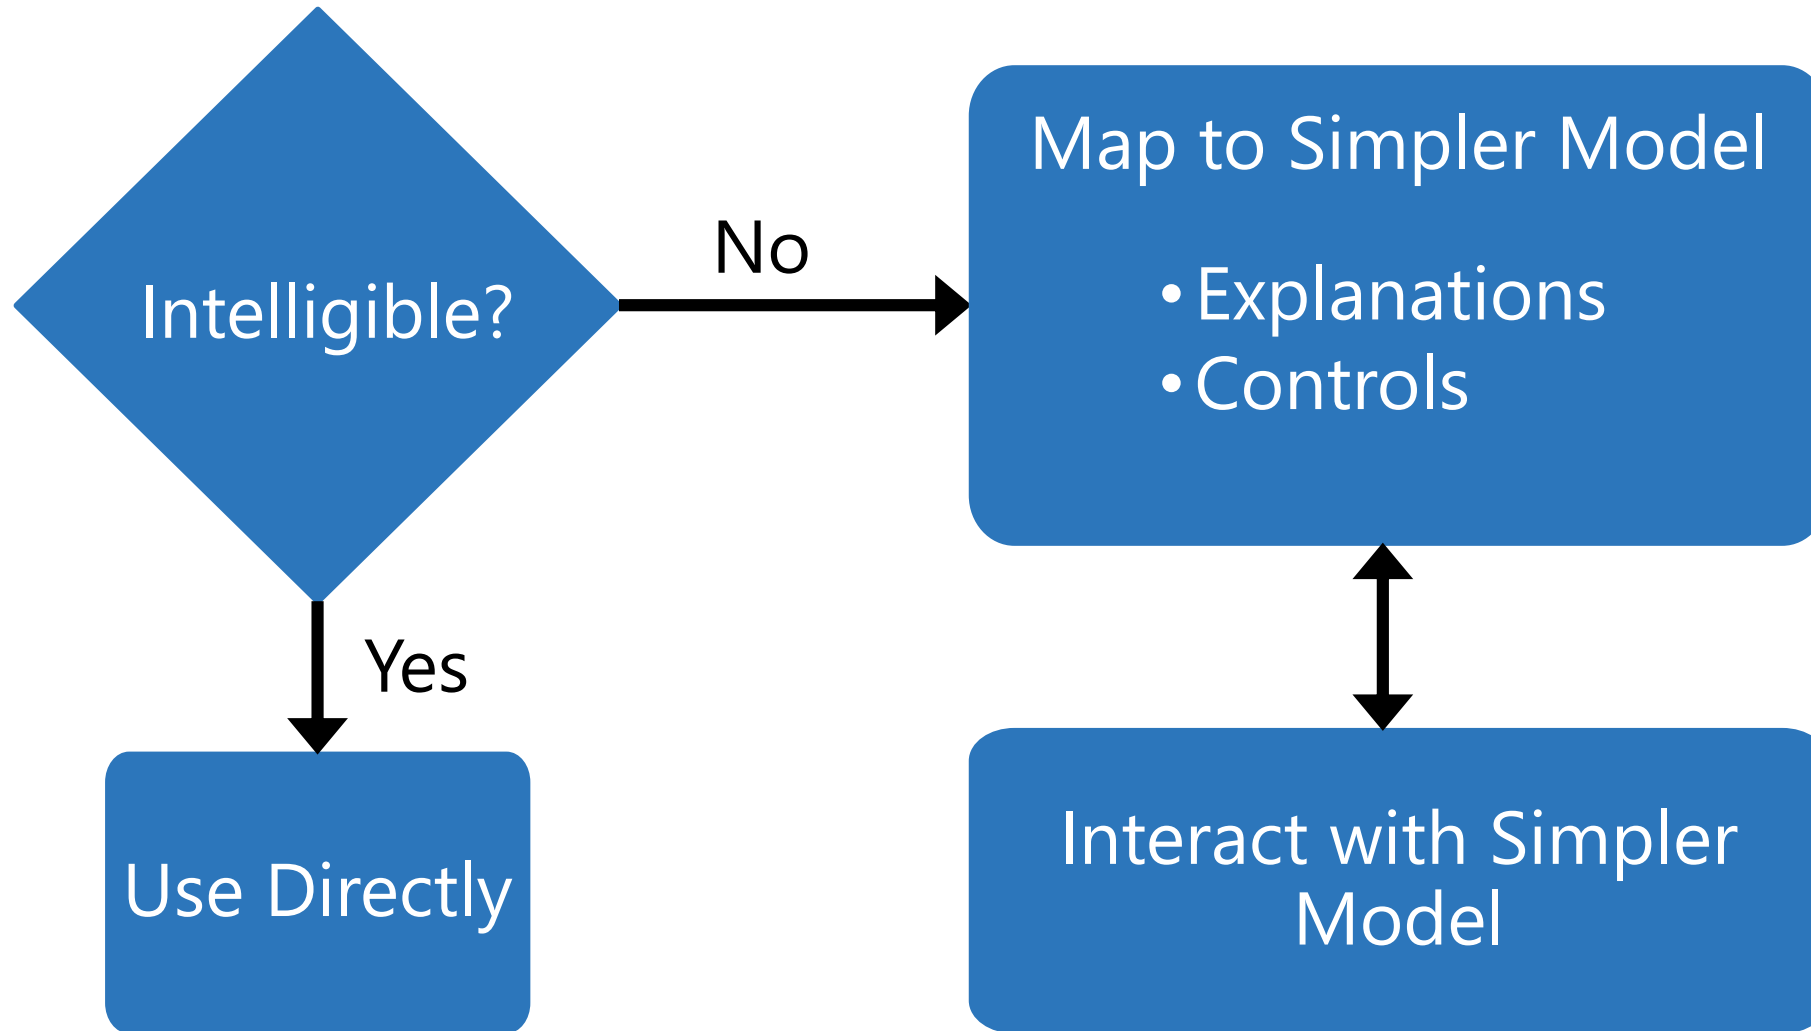 Map to Simpler Model
No
Intelligible?
• Explanations
• Controls
Yes
Use Directly
Interact with Simpler
Model